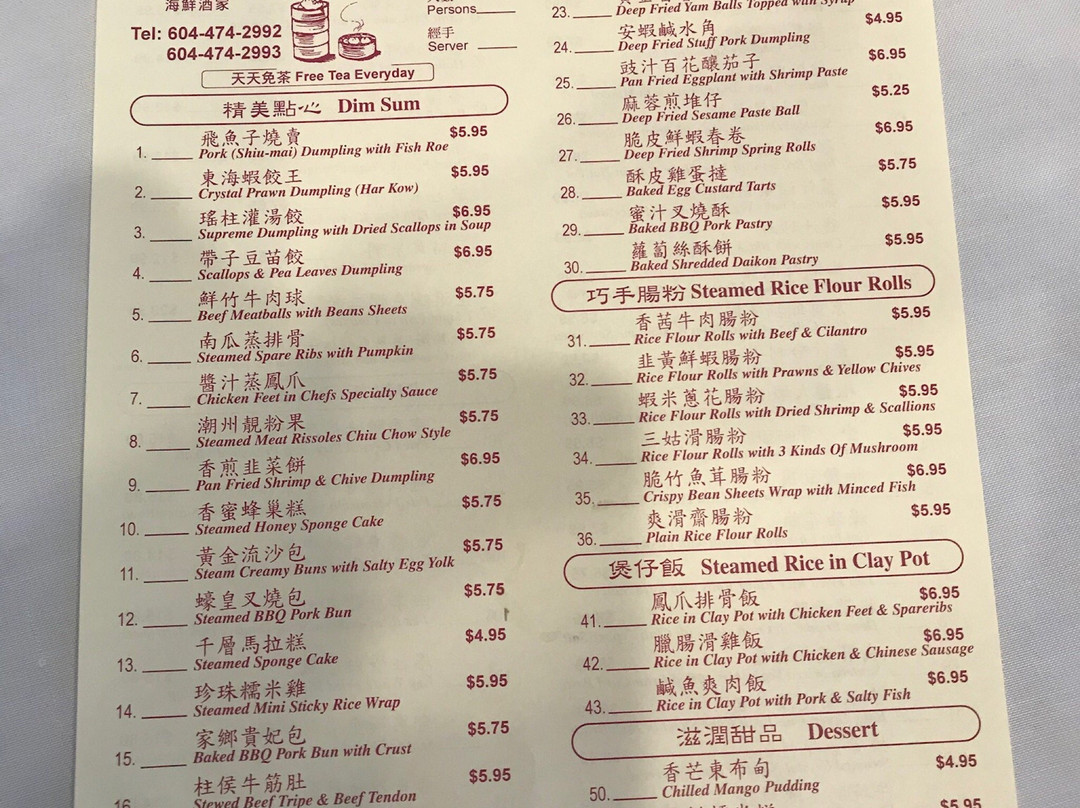 海鮮酒家
Tel: 604-474-2992
604-474-2993
Persons
經手
Server
天天免茶 Free Tea Everyday
精美點心 Dim Sum
飛魚子燒賣
1. Pork (Shiu-mai) Dumpling with Fish Roe $5.95
東海蝦餃王
2. Crystal Prawn Dumpling (Har Kow) $5.95
瑤柱灌湯餃
3. Supreme Dumpling with Dried Scallops in Soup $6.95
帶子豆苗餃
4. Scallops & Pea Leaves Dumpling $6.95
鮮竹牛肉球
5. Beef Meatballs with Beans Sheets $5.75
南瓜蒸排骨
6. Steamed Spare Ribs with Pumpkin $5.75
醬汁蒸鳳爪
7. Chicken Feet in Chefs Specialty Sauce $5.75
潮州靚粉果
8. Steamed Meat Rissoles Chiu Chow Style $5.75
香煎韭菜餅
9. Pan Fried Shrimp & Chive Dumpling $6.95
香蜜蜂巢糕
10. Steamed Honey Sponge Cake $5.75
黃金流沙包
11. Steam Creamy Buns with Salty Egg Yolk $5.75
蠔皇叉燒包
12. Steamed BBQ Pork Bun $5.75
千層馬拉糕
13. Steamed Sponge Cake $4.95
珍珠糯米雞
14. Steamed Mini Sticky Rice Wrap $5.95
家鄉貴妃包
15. Baked BBQ Pork Bun with Crust $5.75
柱侯牛筋肚
16. Stewed Beef Tripe & Beef Tendon $5.95
23. Deep Fried Yam Balls Topped with Syrup
安蝦鹹水角
24. Deep Fried Stuff Pork Dumpling $4.95
豉汁百花釀茄子
25. Pan Fried Eggplant with Shrimp Paste $6.95
麻蓉煎堆仔
26. Deep Fried Sesame Paste Ball $5.25
脆皮鮮蝦春卷
27. Deep Fried Shrimp Spring Rolls $6.95
酥皮雞蛋撻
28. Baked Egg Custard Tarts $5.75
蜜汁叉燒酥
29. Baked BBQ Pork Pastry $5.95
蘿蔔絲酥餅
30. Baked Shredded Daikon Pastry $5.95
巧手腸粉 Steamed Rice Flour Rolls
香茜牛肉腸粉
31. Rice Flour Rolls with Beef & Cilantro $5.95
韭黃鮮蝦腸粉
32. Rice Flour Rolls with Prawns & Yellow Chives $5.95
蝦米蔥花腸粉
33. Rice Flour Rolls with Dried Shrimp & Scallions $5.95
三姑滑腸粉
34. Rice Flour Rolls with 3 Kinds Of Mushroom $5.95
脆竹魚茸腸粉
35. Crispy Bean Sheets Wrap with Minced Fish $6.95
爽滑齋腸粉
36. Plain Rice Flour Rolls $5.95
煲仔飯 Steamed Rice in Clay Pot
鳳爪排骨飯
41. Rice in Clay Pot with Chicken Feet & Spareribs $6.95
臘腸滑雞飯
42. Rice in Clay Pot with Chicken & Chinese Sausage $6.95
鹹魚爽肉飯
43. Rice in Clay Pot with Pork & Salty Fish $6.95
滋潤甜品 Dessert
香芒東布甸
50. Chilled Mango Pudding $4.95
$5.95